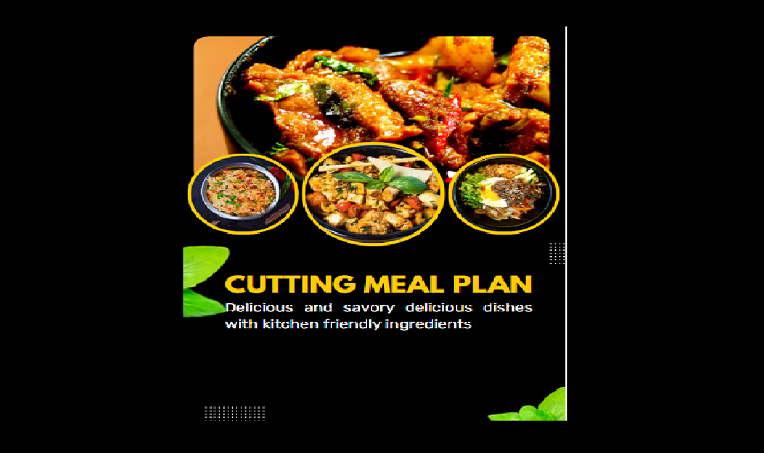 CUTTING MEAL PLAN
Delicious and savory delicious dishes
with kitchen friendly ingredients